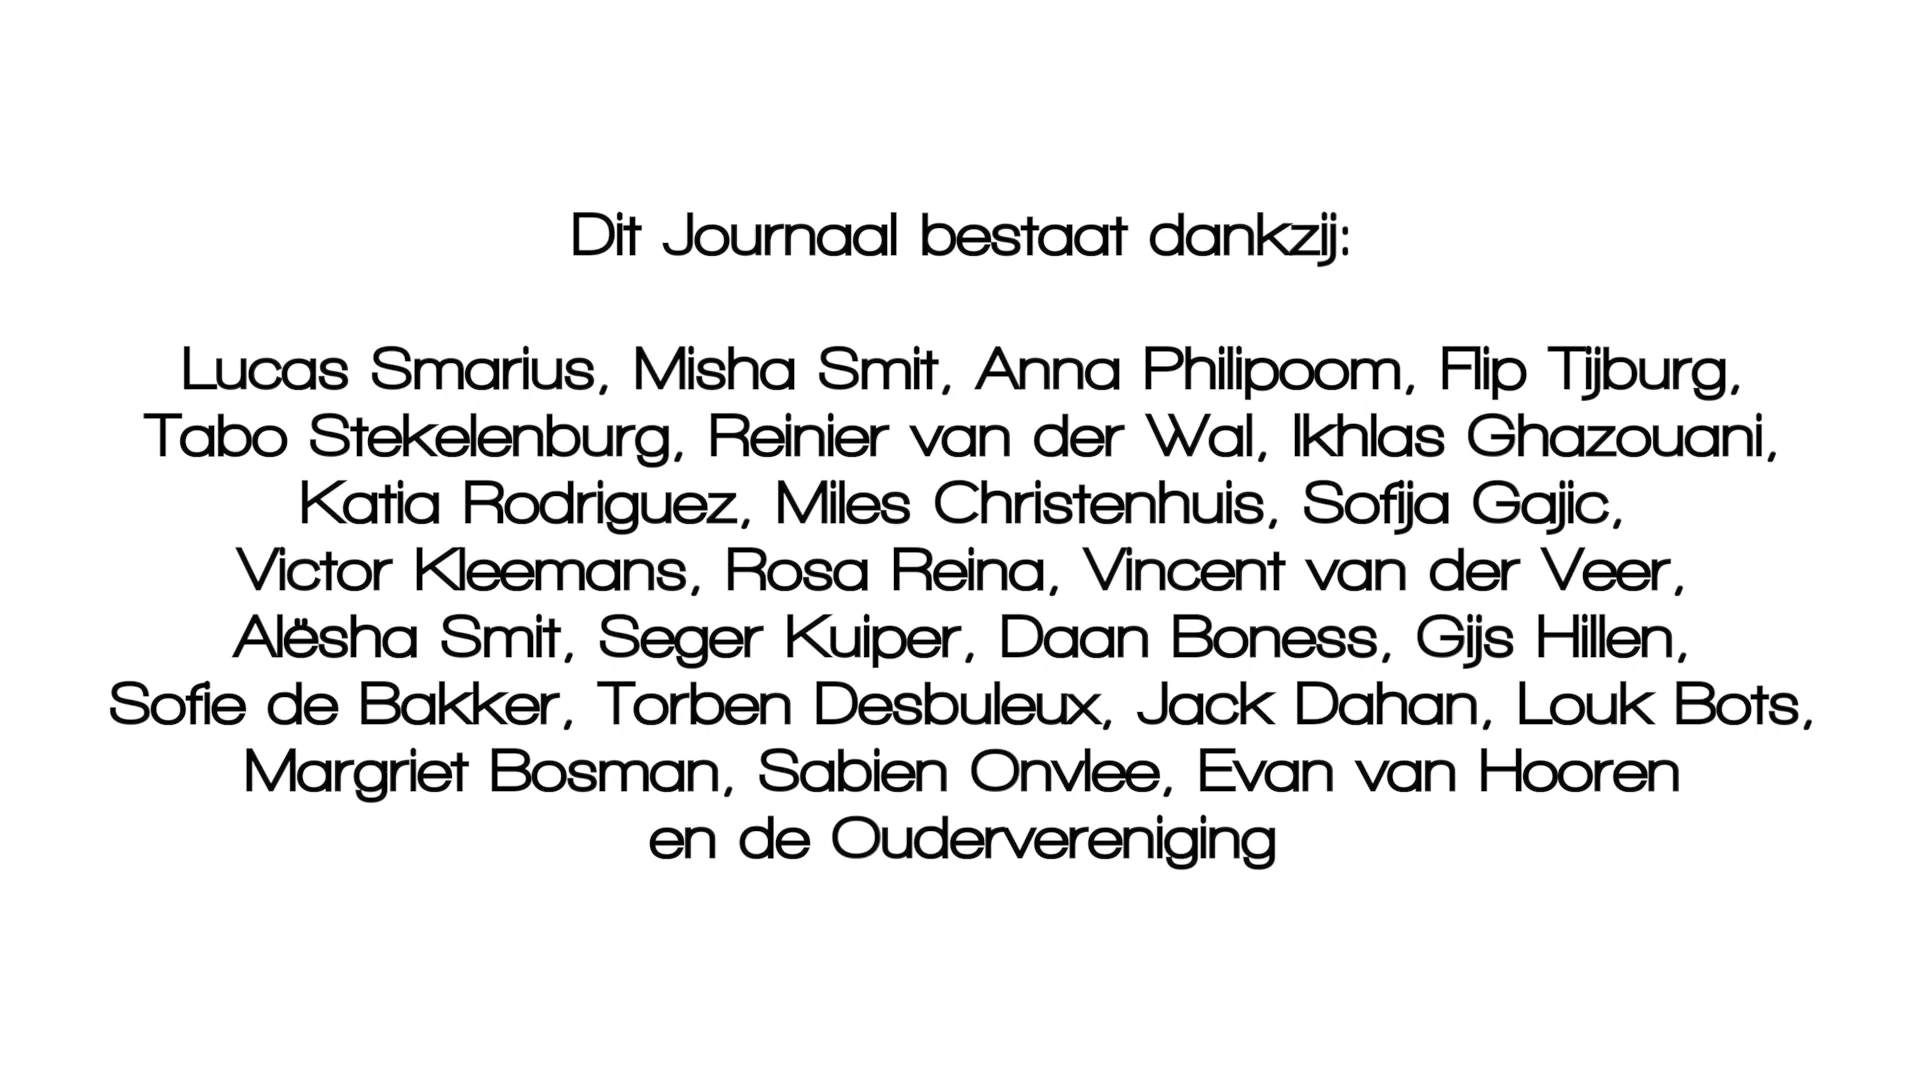 Dit Journaal bestaat dankzij:
Lucas Smarius, Misha Smit, Anna Philipoom, Flip Tijburg,
Tabo Stekelenburg, Reinier van der Wal, Ikhlas Ghazouani,
Katia Rodriguez, Miles Christenhuis, Sofija Gajic,
Victor Kleemans, Rosa Reina, Vincent van der Veer,
Alësha Smit, Seger Kuiper, Daan Boness, Gijs Hillen,
Sofie de Bakker, Torben Desbuleux, Jack Dahan, Louk Bots,
Margriet Bosman, Sabien Onvlee, Evan van Hooren
en de Oudervereniging